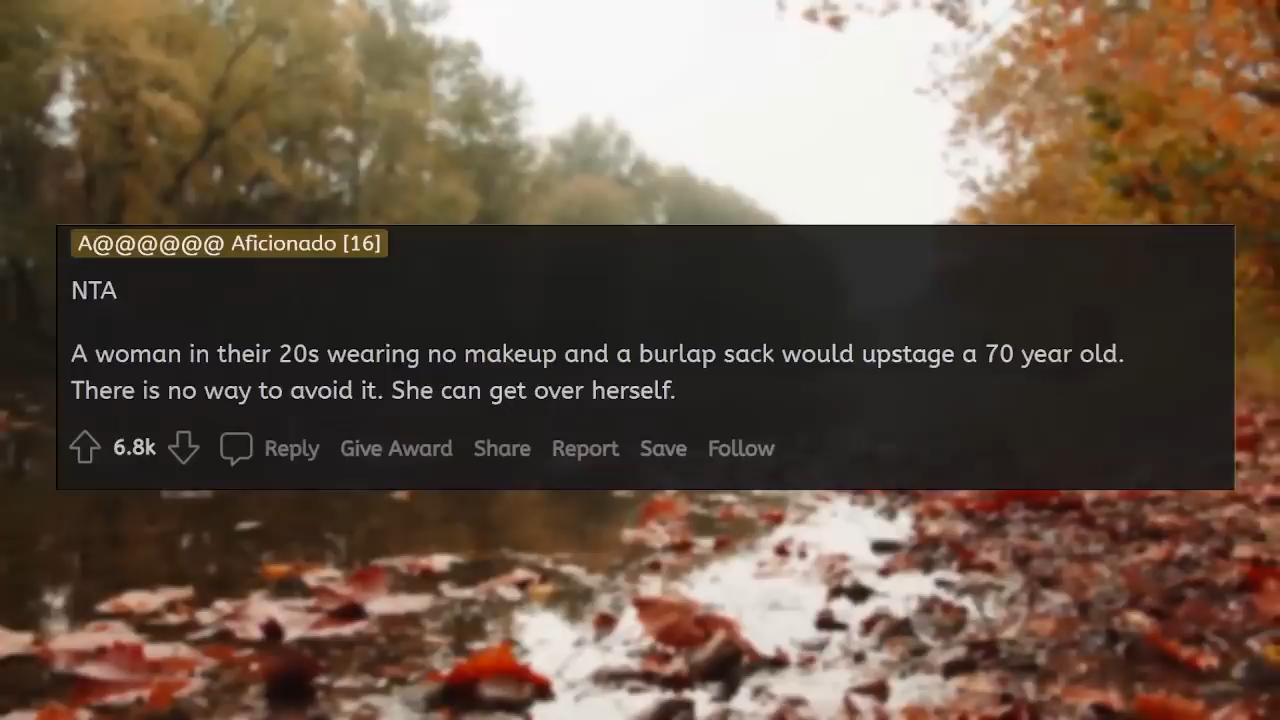 A@@@@@@ Aficionado [16]
NTA
A woman in their 20s wearing no makeup and a burlap sack would upstage a 70 year old.
There is no way to avoid it. She can get over herself.
6.8k Reply Give Award Share Report Save Follow